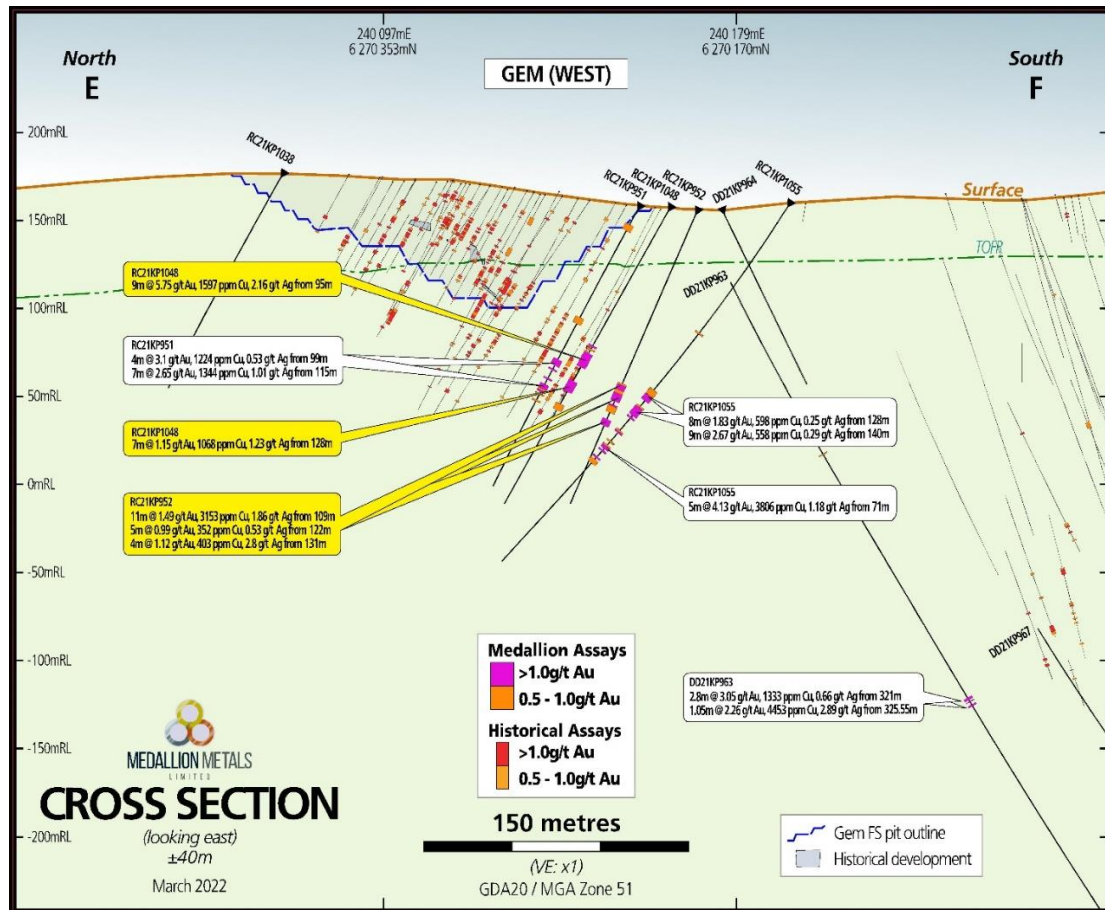 240 097mE
6 270 353mN
240 179mE
6 270 170mN
North
E
GEM (WEST)
South
F
200mRL
150mRL
100mRL
50mRL
0mRL
-50mRL
-100mRL
-150mRL
-200mRL
RC21KP1038
RC21KP951
RC21KP1048
RC21KP952
DD21KP964
RC21KP1055
Surface
TOFR
DD21KP963
RC21KP1048
9m @ 5.75 g/t Au, 1597 ppm Cu, 2.16 g/t Ag from 95m
RC21KP951
4m @ 3.1 g/t Au, 1224 ppm Cu, 0.53 g/t Ag from 99m
7m @ 2.65 g/t Au, 1344 ppm Cu, 1.01 g/t Ag from 115m
RC21KP1048
7m @ 1.15 g/t Au, 1068 ppm Cu, 1.23 g/t Ag from 128m
RC21KP952
11m @ 1.49 g/t Au, 3153 ppm Cu, 1.86 g/t Ag from 109m
5m @ 0.99 g/t Au, 352 ppm Cu, 0.53 g/t Ag from 122m
4m @ 1.12 g/t Au, 403 ppm Cu, 2.8 g/t Ag from 131m
RC21KP1055
8m @ 1.83 g/t Au, 598 ppm Cu, 0.25 g/t Ag from 128m
9m @ 2.67 g/t Au, 558 ppm Cu, 0.29 g/t Ag from 140m
RC21KP1055
5m @ 4.13 g/t Au, 3806 ppm Cu, 1.18 g/t Ag from 71m
DD21KP967
DD21KP963
2.8m @ 3.05 g/t Au, 1333 ppm Cu, 0.66 g/t Ag from 321m
1.05m @ 2.26 g/t Au, 4453 ppm Cu, 2.89 g/t Ag from 325.55m
Medallion Assays
>1.0g/t Au
0.5 - 1.0g/t Au
Historical Assays
>1.0g/t Au
0.5 - 1.0g/t Au
MEDALLION METALS
LIMITED
CROSS SECTION
(looking east)
±40m
March 2022
150 metres
(VE: x1)
GDA20 / MGA Zone 51
Gem FS pit outline
Historical development